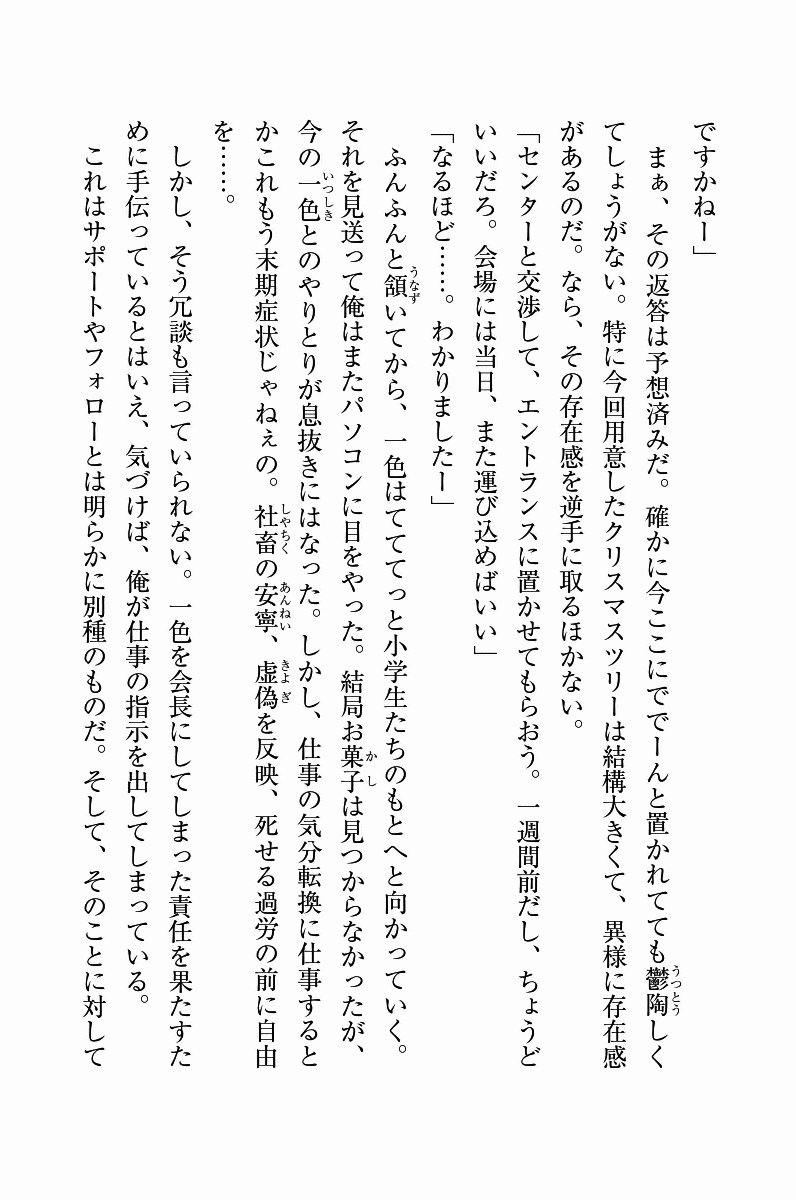 ですかねー」
　まぁ、その返答は予想済みだ。確かに今ここにででーんと置かれてても鬱陶しく
てしょうがない。特に今回用意したクリスマスツリーは結構大きくて、異様に存在感
があるのだ。なら、その存在感を逆手に取るほかない。
「センターと交渉して、エントランスに置かせてもらおう。一週間前だし、ちょうど
いいだろ。会場には当日、また運び込めばいい」
「なるほど……。わかりましたー」
　ふんふんと頷いてから、一色はてててっと小学生たちのもとへと向かっていく。
それを見送って俺はまたパソコンに目をやった。結局お菓子は見つからなかったが、
今の一色とのやりとりが息抜きにはなった。しかし、仕事の気分転換に仕事すると
かこれもう末期症状じゃねぇの。社畜の安寧、虚偽を反映、死せる過労の前に自由
を……。
　しかし、そう冗談も言っていられない。一色を会長にしてしまった責任を果たすた
めに手伝っているとはいえ、気づけば、俺が仕事の指示を出してしまっている。
　これはサポートやフォローとは明らかに別種のものだ。そして、そのことに対して